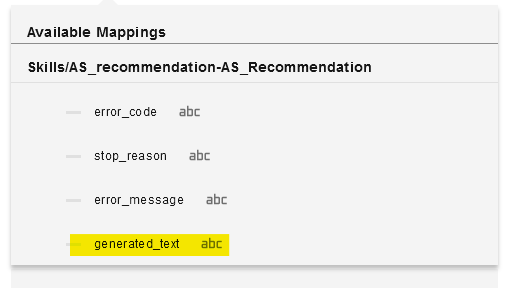 Available Mappings
Skills/AS_recommendation-AS_Recommendation
error_code abc
stop_reason abc
error_message abc
generated_text abc